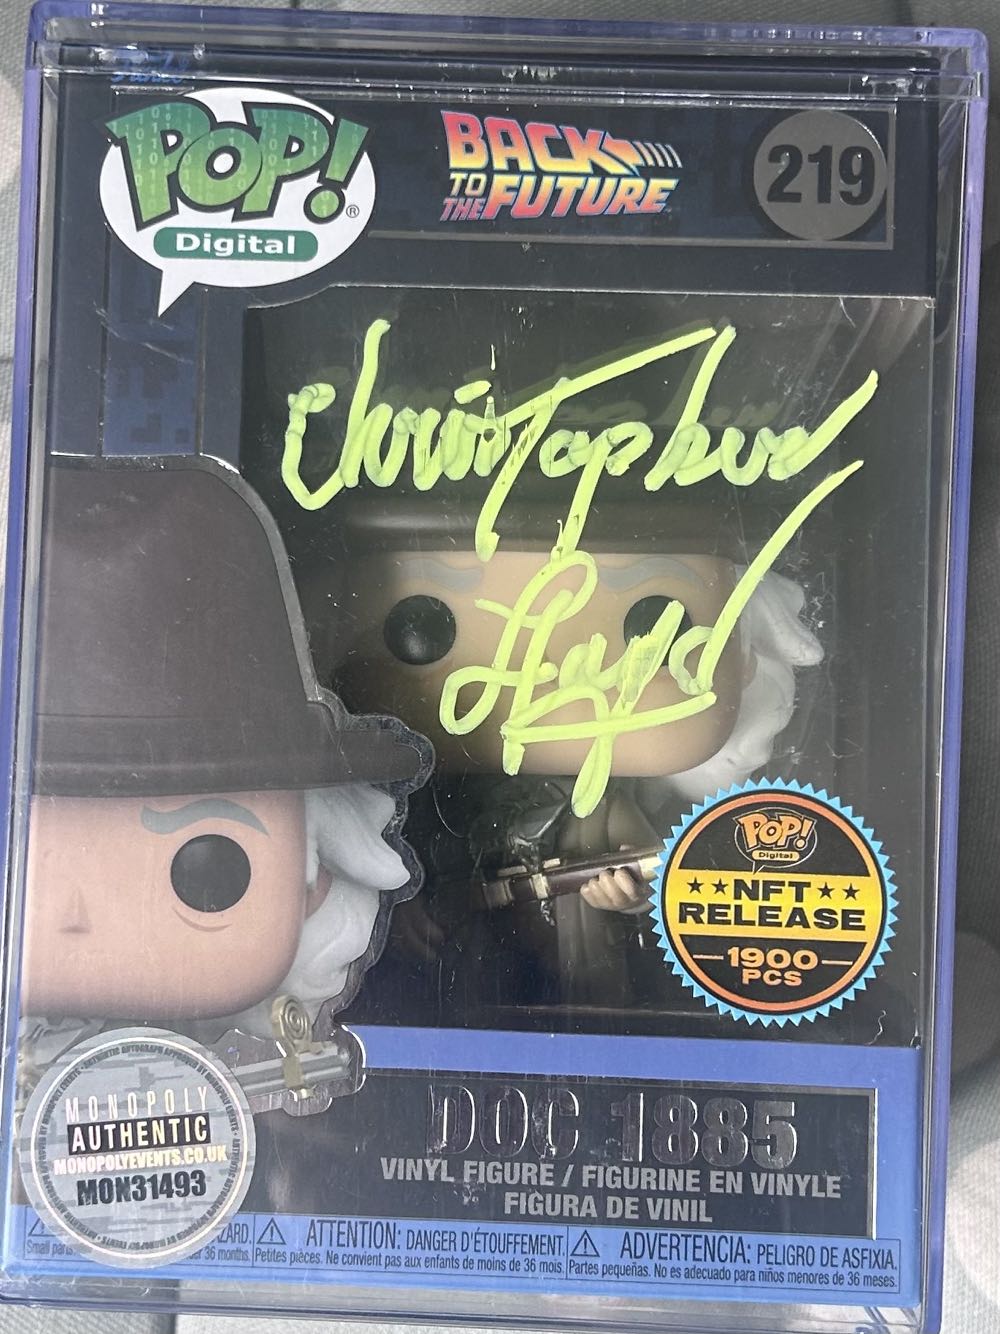 Funko
POP!®
Digital
BACK
TO THE FUTURE
219
Christopher
Lloyd
POP!
Digital
★★NFT★★
RELEASE
1900
PCS
MONOPOLY
AUTHENTIC
MONOPOLYEVENTS.CO.UK
MON31493
DOC 1885
VINYL FIGURE / FIGURINE EN VINYLE
FIGURA DE VINIL
ATTENTION: DANGER D'ÉTOUFFEMENT.
Petites pièces. Ne convient pas aux enfants de moins de 36 mois.
ADVERTENCIA: PELIGRO DE ASFIXIA.
Partes pequeñas. No es adecuado para niños menores de 36 meses.
36 months.